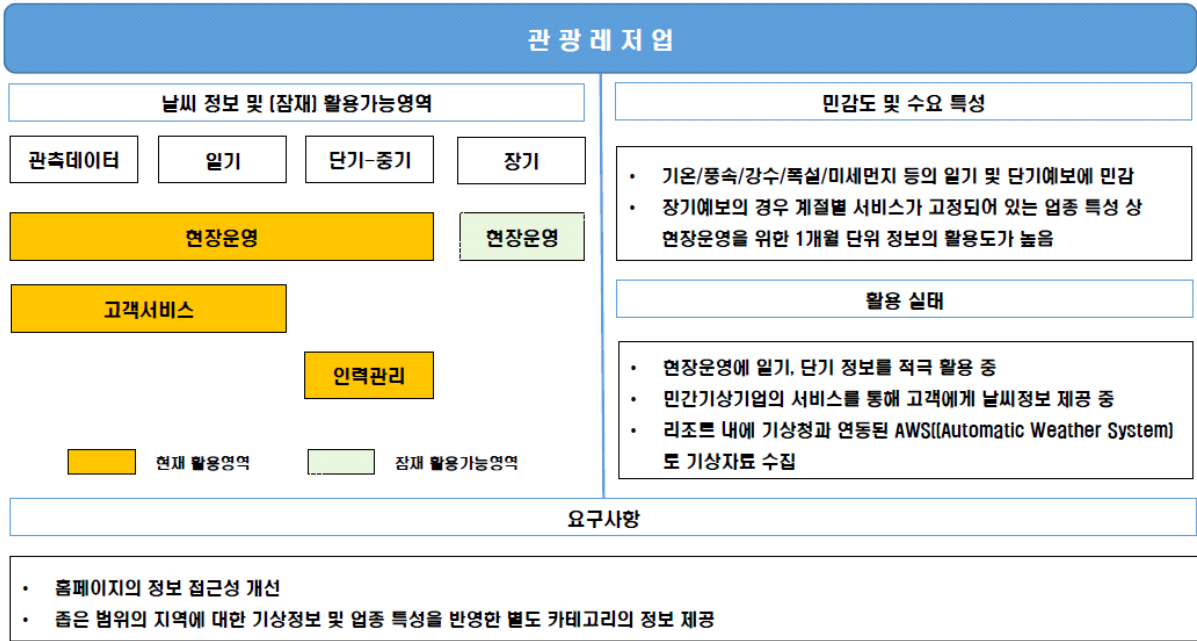 관광레저업
날씨 정보 및 (잠재) 활용가능영역
관측데이터
일기
단기-중기
장기
현장운영
현장운영
고객서비스
인력관리
현재 활용영역
잠재 활용가능영역
민감도 및 수요 특성
• 기온/풍속/강수/폭설/미세먼지 등의 일기 및 단기예보에 민감
• 장기예보의 경우 계절별 서비스가 고정되어 있는 업종 특성 상
현장운영을 위한 1개월 단위 정보의 활용도가 높음
활용 실태
• 현장운영에 일기, 단기 정보를 적극 활용 중
• 민간기상기업의 서비스를 통해 고객에게 날씨정보 제공 중
• 리조트 내에 기상청과 연동된 AWS((Automatic Weather System)
토 기상자료 수집
요구사항
• 홈페이지의 정보 접근성 개선
• 좁은 범위의 지역에 대한 기상정보 및 업종 특성을 반영한 별도 카테고리의 정보 제공